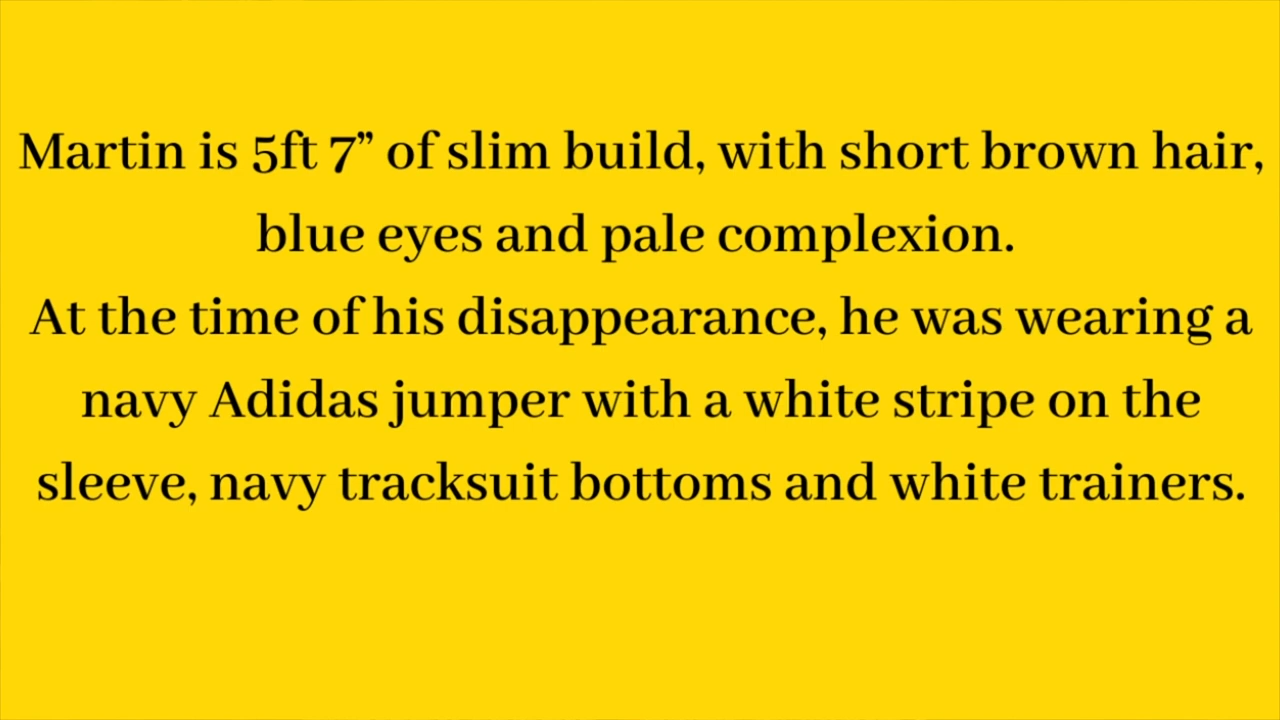 Martin is 5ft 7” of slim build, with short brown hair,
blue eyes and pale complexion.
At the time of his disappearance, he was wearing a
navy Adidas jumper with a white stripe on the
sleeve, navy tracksuit bottoms and white trainers.